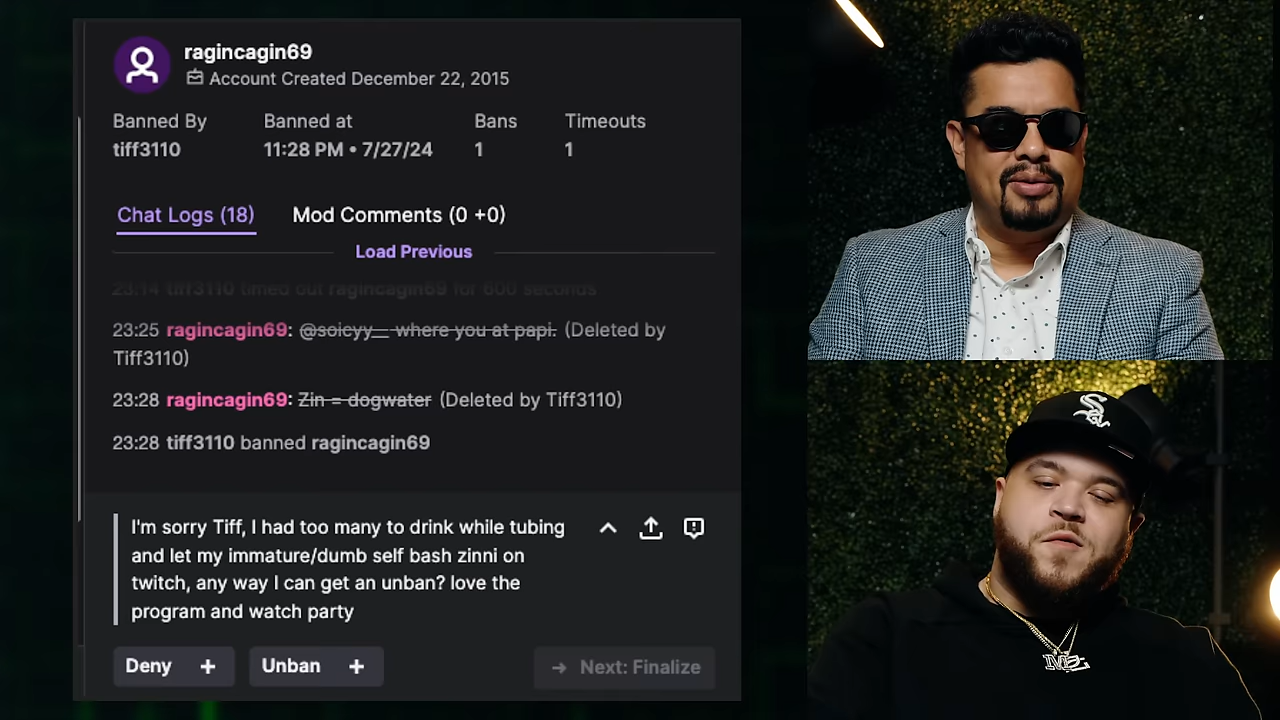 ragincagin69
Account Created December 22, 2015
Banned By Banned at Bans Timeouts
tiff3110 11:28 PM • 7/27/24 1 1
Chat Logs (18) Mod Comments (0 +0)
Load Previous
23:14 tiff3110 timed out ragincagin69 for 600 seconds
23:25 ragincagin69: @soicyy__ where you at papi. (Deleted by
Tiff3110)
23:28 ragincagin69: Zin = dogwater (Deleted by Tiff3110)
23:28 tiff3110 banned ragincagin69
I'm sorry Tiff, I had too many to drink while tubing
and let my immature/dumb self bash zinni on
twitch, any way I can get an unban? love the
program and watch party
Deny + Unban + → Next: Finalize
Sox